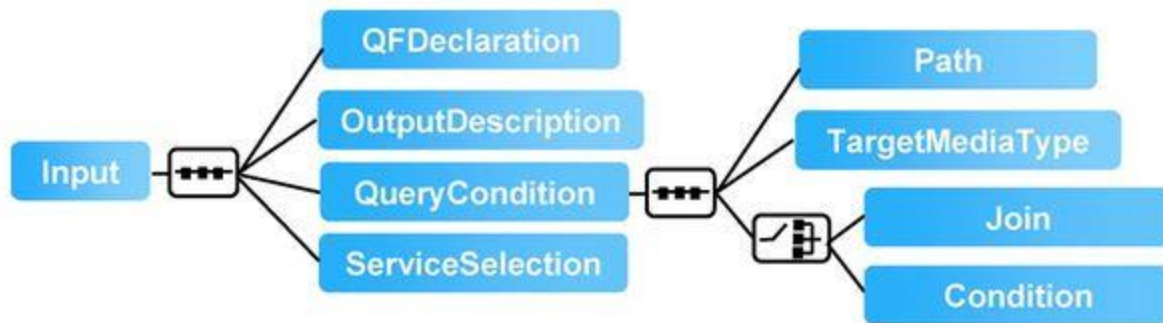 Input
QFDeclaration
OutputDescription
QueryCondition
ServiceSelection
Path
TargetMediaType
Join
Condition